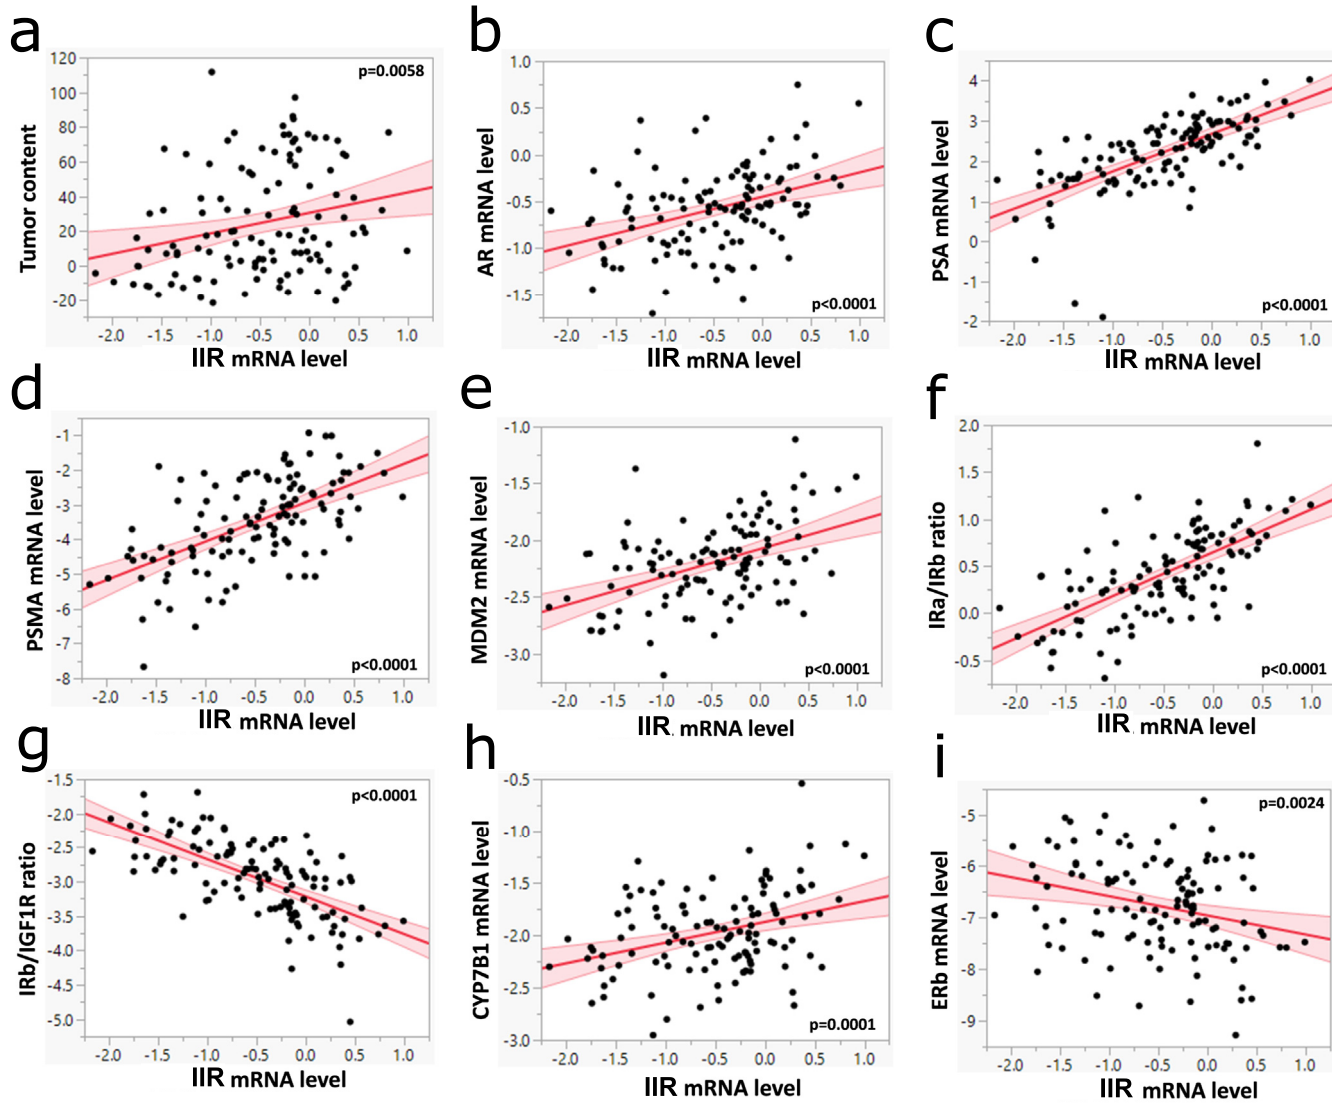 a
Tumor content
120
100
80
60
40
20
0
-20
p=0.0058
-2.0 -1.5 -1.0 -0.5 0.0 0.5 1.0
IIR mRNA level
b
AR mRNA level
1.0
0.5
0.0
-0.5
-1.0
-1.5
p<0.0001
-2.0 -1.5 -1.0 -0.5 0.0 0.5 1.0
IIR mRNA level
c
PSA mRNA level
4
3
2
1
0
-1
-2
p<0.0001
-2.0 -1.5 -1.0 -0.5 0.0 0.5 1.0
IIR mRNA level
d
PSMA mRNA level
-1
-2
-3
-4
-5
-6
-7
-8
p<0.0001
-2.0 -1.5 -1.0 -0.5 0.0 0.5 1.0
IIR mRNA level
e
MDM2 mRNA level
-1.0
-1.5
-2.0
-2.5
-3.0
p<0.0001
-2.0 -1.5 -1.0 -0.5 0.0 0.5 1.0
IIR mRNA level
f
IRa/IRb ratio
2.0
1.5
1.0
0.5
0.0
-0.5
p<0.0001
-2.0 -1.5 -1.0 -0.5 0.0 0.5 1.0
IIR mRNA level
g
IRb/IGF1R ratio
-1.5
-2.0
-2.5
-3.0
-3.5
-4.0
-4.5
-5.0
p<0.0001
-2.0 -1.5 -1.0 -0.5 0.0 0.5 1.0
IIR mRNA level
h
CYP7B1 mRNA level
-0.5
-1.0
-1.5
-2.0
-2.5
-3.0
p=0.0001
-2.0 -1.5 -1.0 -0.5 0.0 0.5 1.0
IIR mRNA level
i
ERb mRNA level
-5
-6
-7
-8
-9
p=0.0024
-2.0 -1.5 -1.0 -0.5 0.0 0.5 1.0
IIR mRNA level